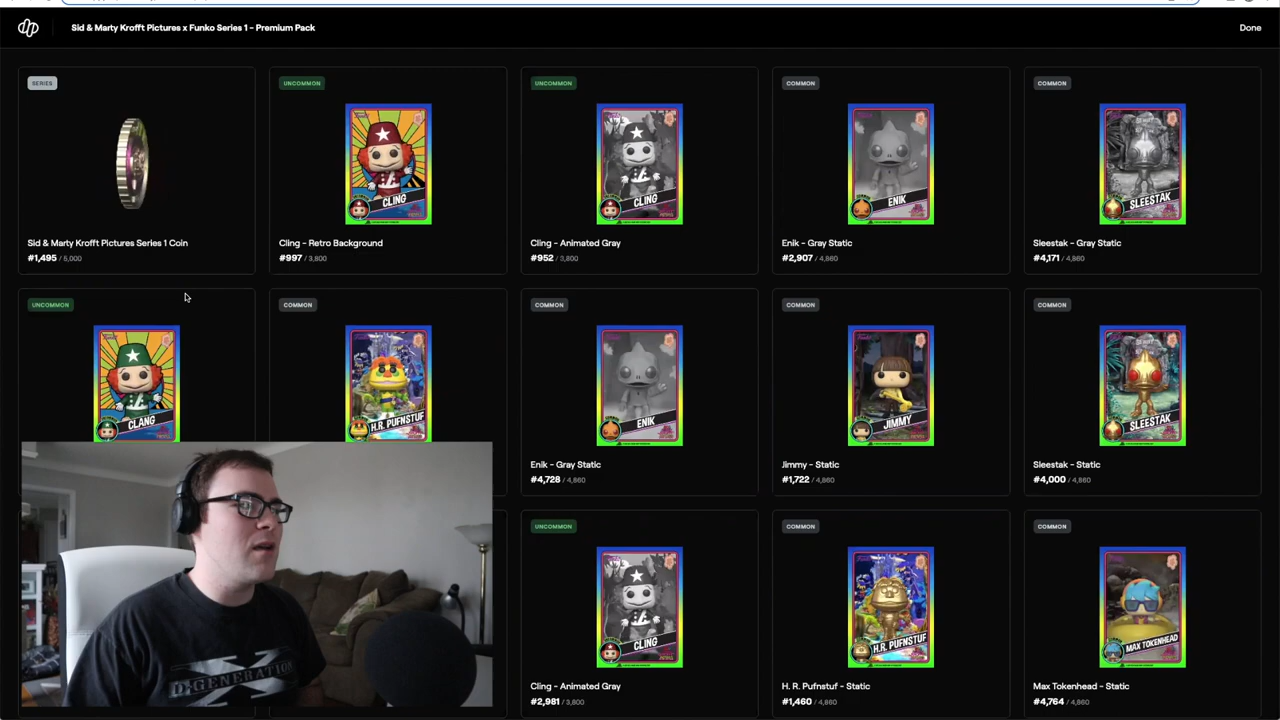 Sid & Marty Krofft Pictures x Funko Series 1 - Premium Pack
Done
SERIES
Sid & Marty Krofft Pictures Series 1 Coin
#1,495 / 5,000
UNCOMMON
CLING
Cling - Retro Background
#997 / 3,800
UNCOMMON
CLING
Cling - Animated Gray
#952 / 3,800
COMMON
ENIK
Enik - Gray Static
#2,907 / 4,860
COMMON
SLEESTAK
Sleestak - Gray Static
#4,171 / 4,860
UNCOMMON
CLANG
COMMON
H.R. PUFNSTUF
COMMON
ENIK
Enik - Gray Static
#4,728 / 4,860
COMMON
JIMMY
Jimmy - Static
#1,722 / 4,860
COMMON
SLEESTAK
Sleestak - Static
#4,000 / 4,860
UNCOMMON
CLING
Cling - Animated Gray
#2,981 / 3,800
COMMON
H.R. PUFNSTUF
H. R. Pufnstuf - Static
#1,460 / 4,860
COMMON
MAX TOKENHEAD
Max Tokenhead - Static
#4,764 / 4,860
D-GENERATION